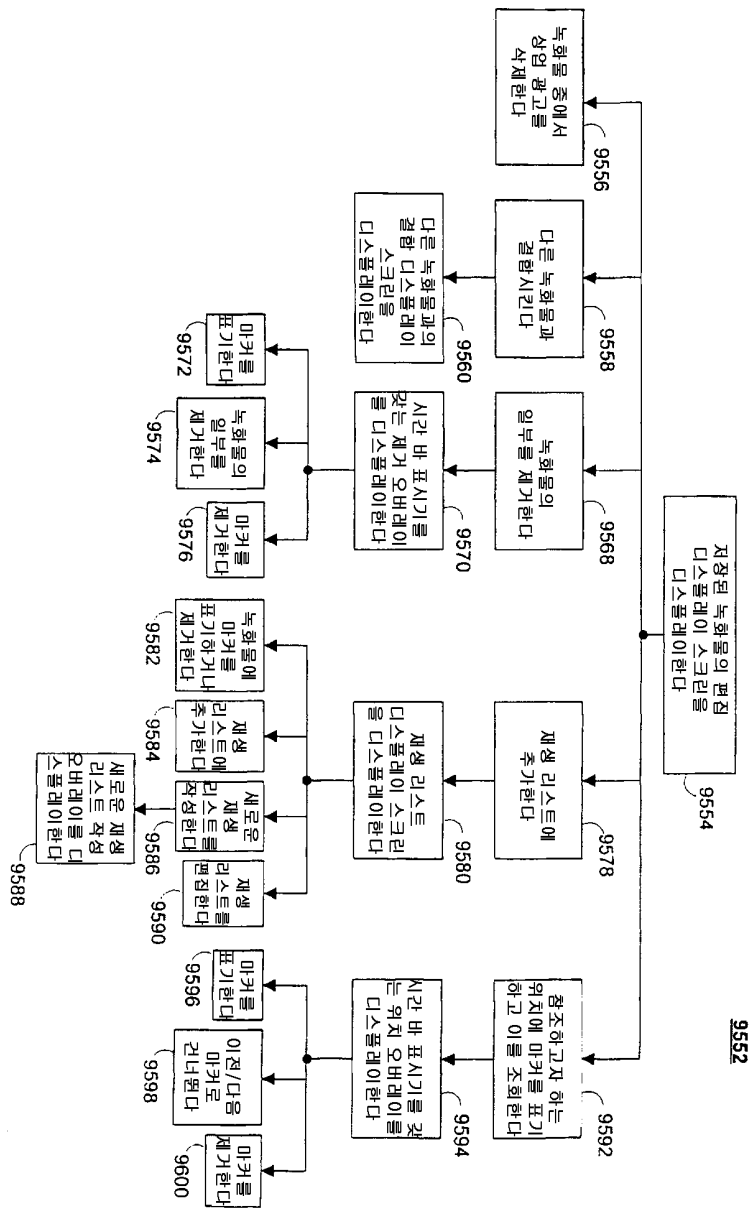 9552
저장된 녹화물의 편집
디스플레이 스크린을
디스플레이한다
9554
녹화물 중에서
상업 광고를
삭제한다
9556
다른 녹화물과
결합시킨다
9558
다른 녹화물과의
결합 디스플레이
스크린을
디스플레이한다
9560
녹화물의
일부를 제거한다
9568
시간 바 표시기를
갖는 제거 오버레이
를 디스플레이한다
9570
마커를
표기한다
9572
녹화물의
일부를
제거한다
9574
마커를
제거한다
9576
재생 리스트에
추가한다
9578
재생 리스트
디스플레이 스크린
을 디스플레이한다
9580
녹화물에
마커를
표기하거나
제거한다
9582
재생
리스트에
추가한다
9584
새로운
재생
리스트를
작성한다
9586
새로운 재생
리스트 작성
오버레이를 디
스플레이한다
9588
재생
리스트를
편집한다
9590
참조하고자 하는
위치에 마커를 표기
하고 이를 조회한다
9592
시간 바 표시기를 갖
는 위치 오버레이를
디스플레이한다
9594
마커를
표기한다
9596
이전/다음
마커로
건너뛴다
9598
마커를
제거한다
9600